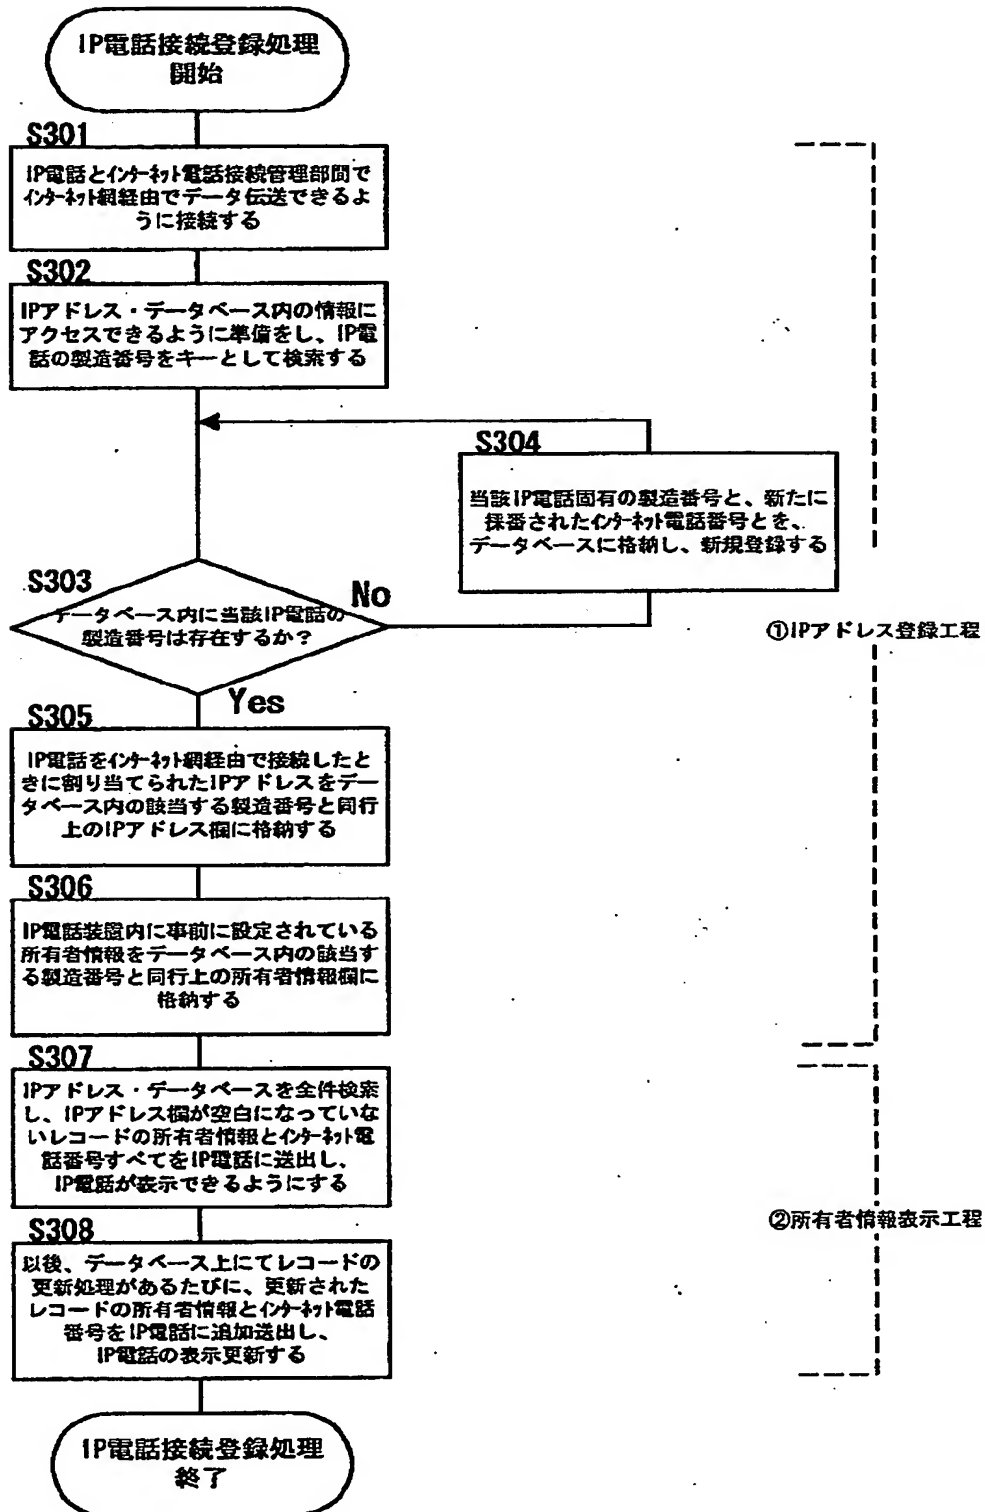 IP電話接続登録処理
開始
S301
IP電話とインターネット電話接続管理部間で
インターネット網経由でデータ伝送できるよ
うに接続する
S302
IPアドレス・データベース内の情報に
アクセスできるように準備をし、IP電
話の製造番号をキーとして検索する
S304
当該IP電話固有の製造番号と、新たに
採番されたインターネット電話番号とを、
データベースに格納し、新規登録する
S303
データベース内に当該IP電話の
製造番号は存在するか?
No
①IPアドレス登録工程
Yes
S305
IP電話をインターネット網経由で接続したと
きに割り当てられたIPアドレスをデー
タベース内の該当する製造番号と同行
上のIPアドレス欄に格納する
S306
IP電話装置内に事前に設定されている
所有者情報をデータベース内の該当す
る製造番号と同行上の所有者情報欄に
格納する
S307
IPアドレス・データベースを全件検索
し、IPアドレス欄が空白になっていな
いレコードの所有者情報とインターネット電
話番号すべてをIP電話に送出し、
IP電話が表示できるようにする
②所有者情報表示工程
S308
以後、データベース上にてレコードの
更新処理があるたびに、更新された
レコードの所有者情報とインターネット電話
番号をIP電話に追加送出し、
IP電話の表示更新する
IP電話接続登録処理
終了